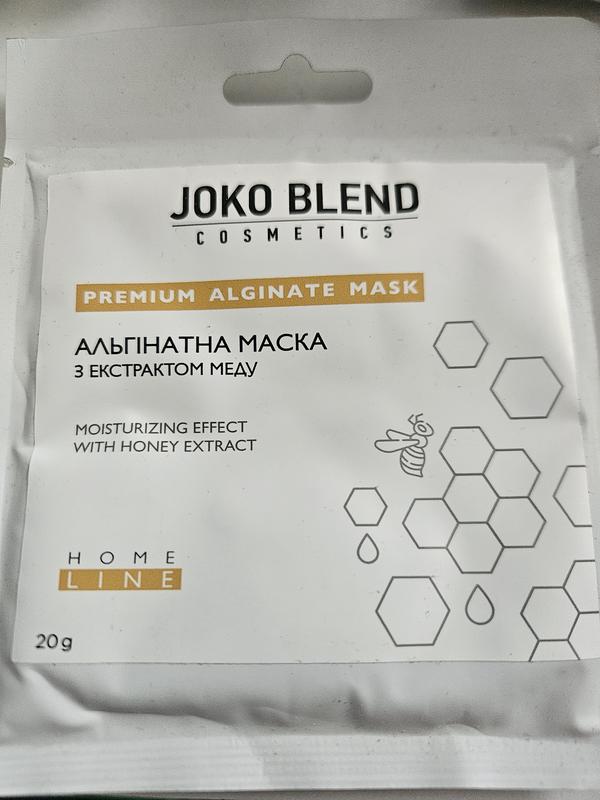 JOKO BLEND
COSMETICS
PREMIUM ALGINATE MASK
АЛЬГІНАТНА МАСКА
З ЕКСТРАКТОМ МЕДУ
MOISTURIZING EFFECT
WITH HONEY EXTRACT
HOME
LINE
20g